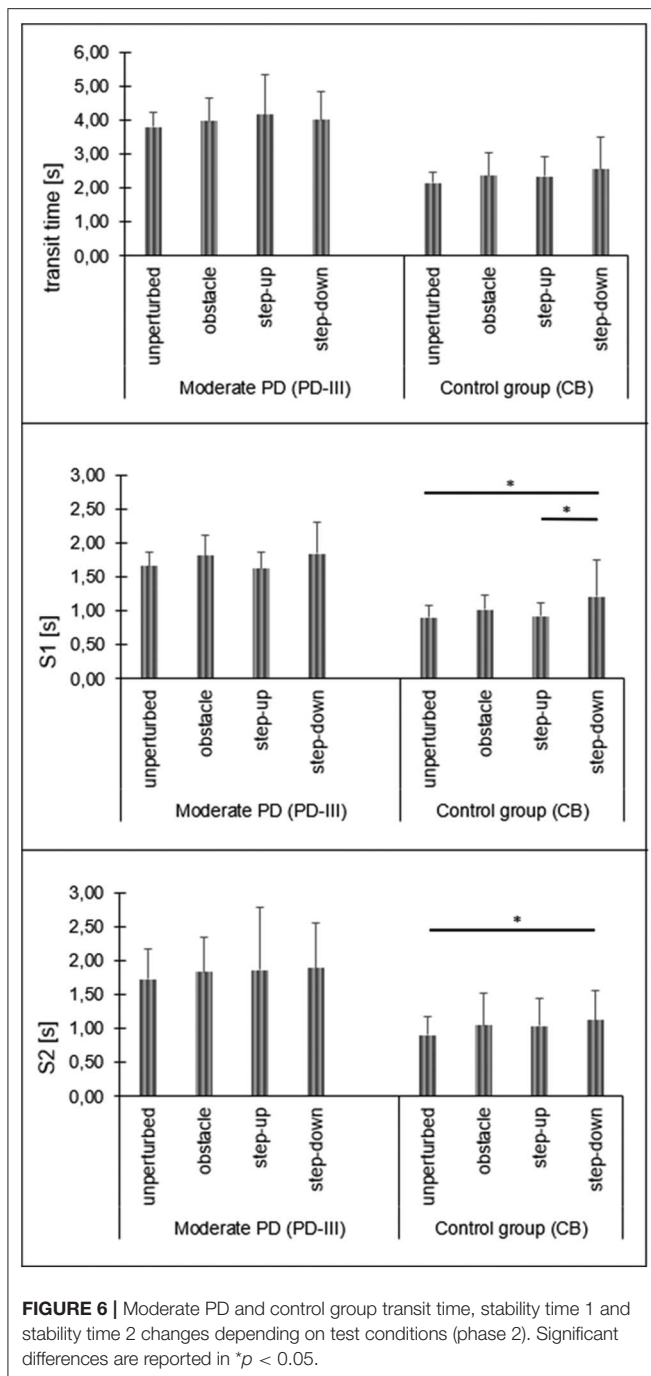 6,00
5,00
4,00
3,00
2,00
1,00
0,00
transit time [s]
unperturbed
obstacle
step-up
step-down
unperturbed
obstacle
step-up
step-down
Moderate PD (PD-III) Control group (CB)
3,00
2,50
2,00
1,50
1,00
0,50
0,00
S1 [s]
*
*
unperturbed
obstacle
step-up
step-down
unperturbed
obstacle
step-up
step-down
Moderate PD (PD-III) Control group (CB)
3,00
2,50
2,00
1,50
1,00
0,50
0,00
S2 [s]
*
unperturbed
obstacle
step-up
step-down
unperturbed
obstacle
step-up
step-down
Moderate PD (PD-III) Control group (CB)
FIGURE 6 | Moderate PD and control group transit time, stability time 1 and
stability time 2 changes depending on test conditions (phase 2). Significant
differences are reported in *p < 0.05.